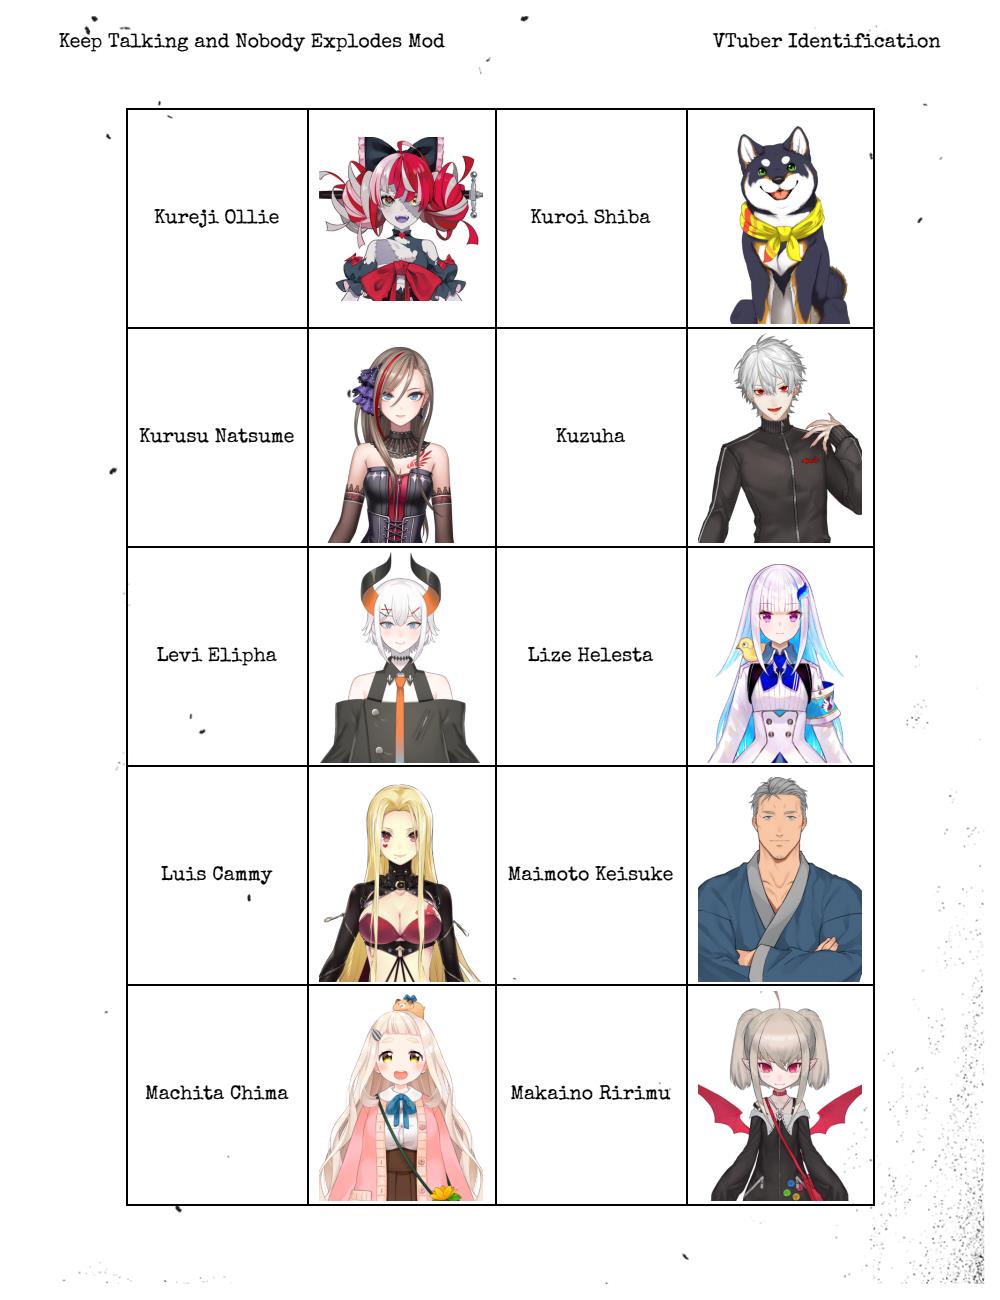 Keep Talking and Nobody Explodes Mod
VTuber Identification
Kureji Ollie
Kuroi Shiba
Kurusu Natsume
Kuzuha
Levi Elipha
Lize Helesta
Luis Cammy
Maimoto Keisuke
Machita Chima
Makaino Ririmu